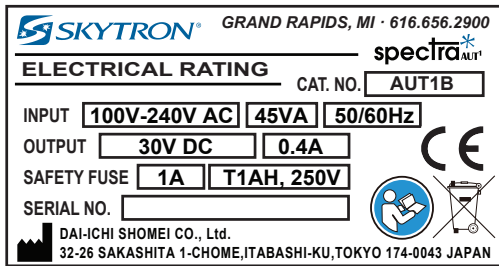 SKYTRON® GRAND RAPIDS, MI · 616.656.2900
spectra AUT¹
ELECTRICAL RATING CAT. NO. AUT1B
INPUT 100V-240V AC 45VA 50/60Hz
OUTPUT 30V DC 0.4A
SAFETY FUSE 1A T1AH, 250V
SERIAL NO.
CE
DAI-ICHI SHOMEI CO., Ltd.
32-26 SAKASHITA 1-CHOME,ITABASHI-KU,TOKYO 174-0043 JAPAN